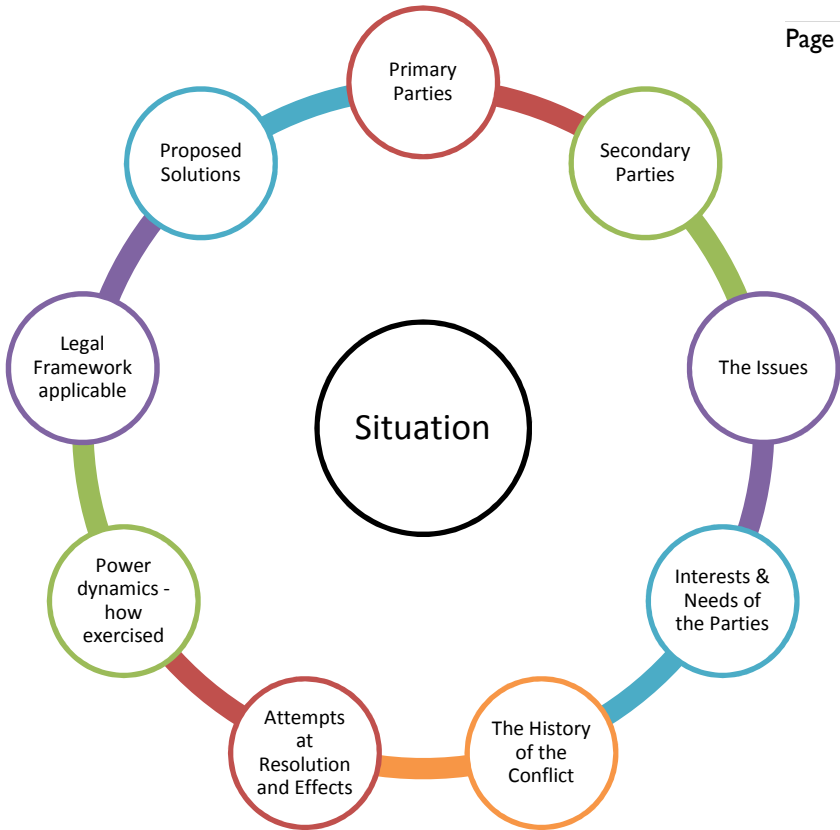 Page
Primary
Parties
Secondary
Parties
The Issues
Interests &
Needs of
the Parties
The History
of the
Conflict
Attempts
at
Resolution
and Effects
Power
dynamics -
how
exercised
Legal
Framework
applicable
Proposed
Solutions
Situation